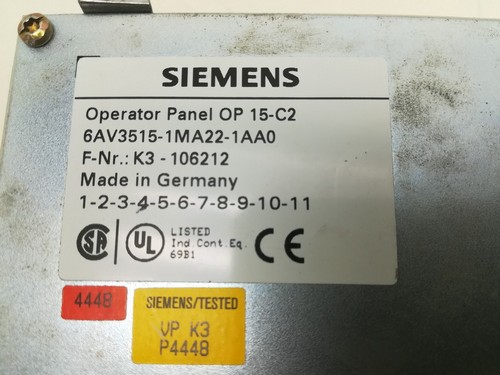 SIEMENS
Operator Panel OP 15-C2
6AV3515-1MA22-1AA0
F-Nr.: K3 - 106212
Made in Germany
1-2-3-4-5-6-7-8-9-10-11
SA
UL
LISTED
Ind.Cont.Eq.
69B1
CE
4448
SIEMENS/TESTED
VP K3
P4448